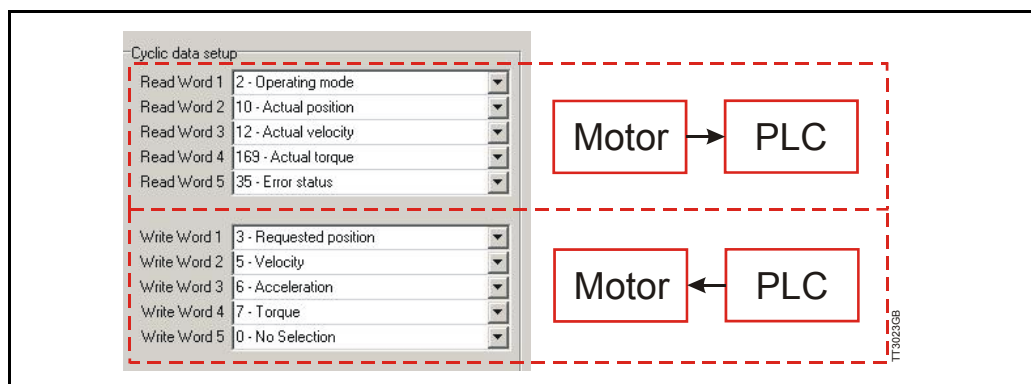 Cyclic data setup
Read Word 1 2 - Operating mode
Read Word 2 10 - Actual position
Read Word 3 12 - Actual velocity
Read Word 4 169 - Actual torque
Read Word 5 35 - Error status
Motor PLC
Write Word 1 3 - Requested position
Write Word 2 5 - Velocity
Write Word 3 6 - Acceleration
Write Word 4 7 - Torque
Write Word 5 0 - No Selection
Motor PLC
TT3023GB